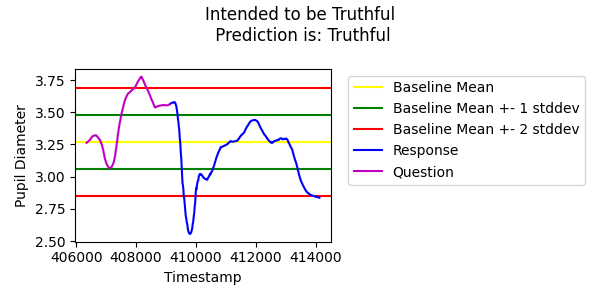 Intended to be Truthful
Prediction is: Truthful
3.75
3.50
3.25
3.00
2.75
2.50
Pupil Diameter
406000 408000 410000 412000 414000
Timestamp
Baseline Mean
Baseline Mean +- 1 stddev
Baseline Mean +- 2 stddev
Response
Question